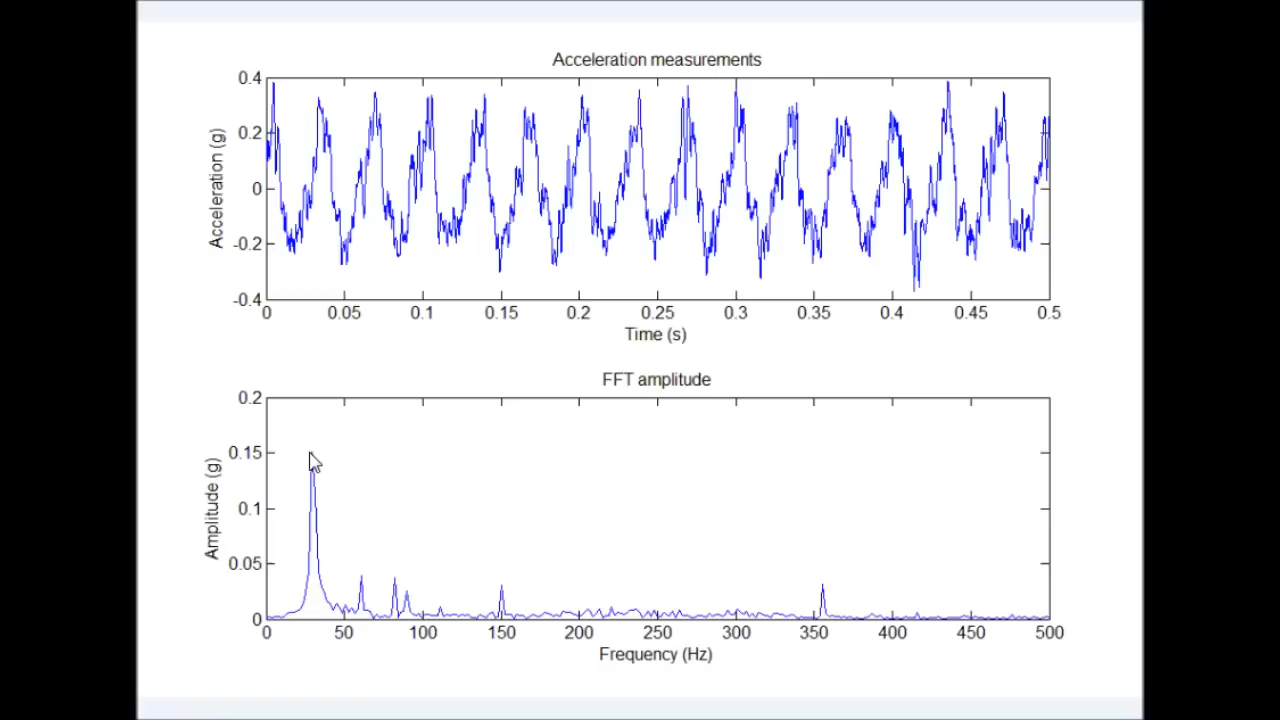 Acceleration measurements
0.4
0.2
0
-0.2
-0.4
Acceleration (g)
0 0.05 0.1 0.15 0.2 0.25 0.3 0.35 0.4 0.45 0.5
Time (s)
FFT amplitude
0.2
0.15
0.1
0.05
0
Amplitude (g)
0 50 100 150 200 250 300 350 400 450 500
Frequency (Hz)